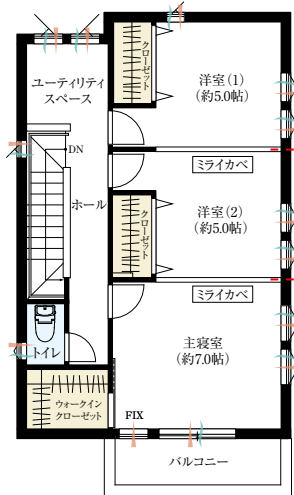 クローゼット
洋室（1）
（約5.0帖）
ユーティリティ
スペース
DN
ミライカベ
ホール
クローゼット
洋室（2）
（約5.0帖）
ミライカベ
主寝室
（約7.0帖）
トイレ
ウォークイン
クローゼット
FIX
バルコニー